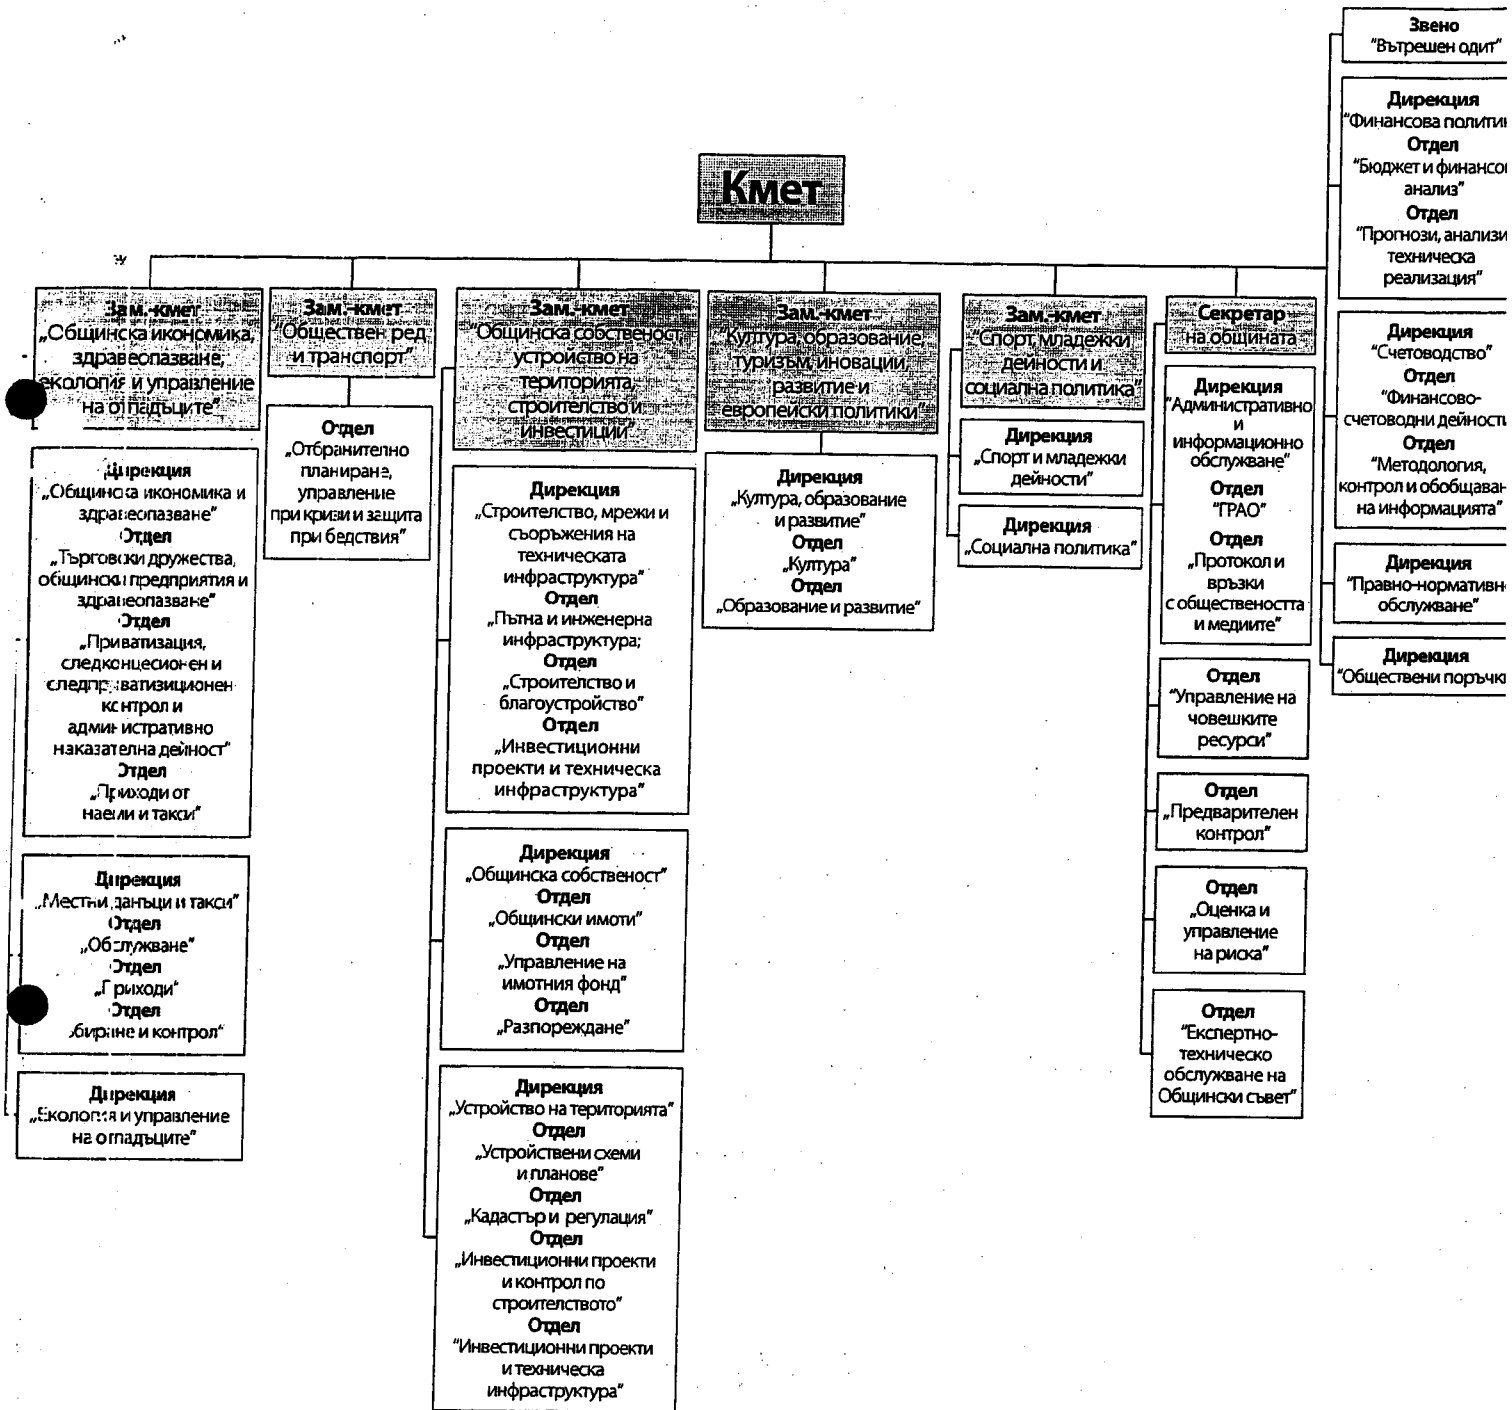 Кмет
Зам.-кмет
„Общинска икономика,
здравеопазване,
екология и управление
на отпадъците”
Дирекция
„Общинска икономика и
здравеопазване”
Отдел
„Търговски дружества,
общински предприятия и
здравеопазване”
Отдел
„Приватизация,
следконцесионен и
следприватизиционен
контрол и
административно
наказателна дейност”
Отдел
„Приходи от
наеми и такси”
Дирекция
„Местни данъци и такси”
Отдел
„Обслужване”
Отдел
„Приходи”
Отдел
биране и контрол“
Дирекция
„Екология и управление
на отпадъците”
Зам.-кмет
“Обществен ред
и транспорт”
Отдел
„Отбранително
планиране,
управление
при кризи и защита
при бедствия”
Зам.-кмет
“Общинска собственост,
устройство на
територията,
строителство и
инвестиции”
Дирекция
„Строителство, мрежи и
съоръжения на
техническата
инфраструктура”
Отдел
„Пътна и инженерна
инфраструктура;
Отдел
„Строителство и
благоустройство”
Отдел
„Инвестиционни
проекти и техническа
инфраструктура”
Дирекция
„Общинска собственост”
Отдел
„Общински имоти”
Отдел
„Управление на
имотния фонд”
Отдел
„Разпореждане”
Дирекция
„Устройство на територията”
Отдел
„Устройствени схеми
и планове”
Отдел
„Кадастър и регулация”
Отдел
„Инвестиционни проекти
и контрол по
строителството”
Отдел
“Инвестиционни проекти
и техническа
инфраструктура”
Зам.-кмет
“Култура, образование,
туризъм, иновации,
развитие и
европейски политики”
Дирекция
„Култура, образование
и развитие”
Отдел
„Култура”
Отдел
„Образование и развитие”
Зам.-кмет
“Спорт, младежки
дейности и
социална политика”
Дирекция
„Спорт и младежки
дейности”
Дирекция
„Социална политика”
Секретар
на общината
Дирекция
“Административно
и
информационно
обслужване”
Отдел
“ГРАО”
Отдел
„Протокол и
връзки
с обществеността
и медиите”
Отдел
“Управление на
човешките
ресурси”
Отдел
„Предварителен
контрол”
Отдел
„Оценка и
управление
на риска”
Отдел
“Експертно-
техническо
обслужване на
Общински съвет”
Звено
“Вътрешен одит”
Дирекция
“Финансова полити
Отдел
“Бюджет и финансо
анализ”
Отдел
“Прогнози, анализи
техническа
реализация”
Дирекция
“Счетоводство”
Отдел
“Финансово-
счетоводни дейност
Отдел
“Методология,
контрол и обобщаван
на информацията”
Дирекция
“Правно-нормативн
обслужване”
Дирекция
“Обществени поръчк